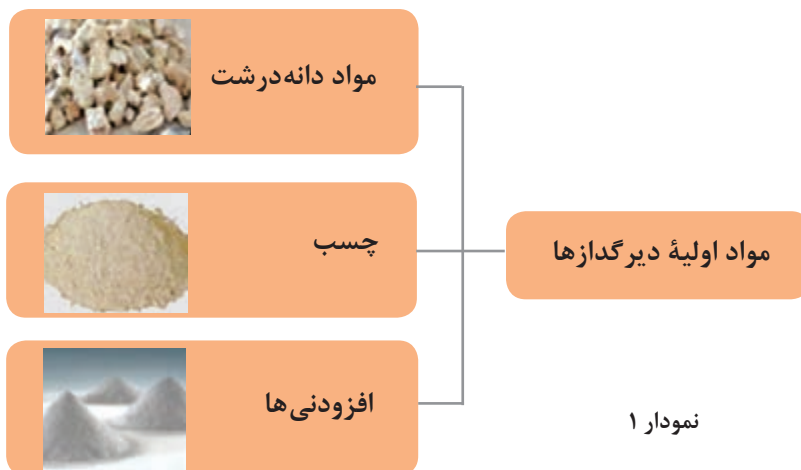 مواد اولیهٔ دیرگدازها
مواد دانه‌درشت
چسب
افزودنی‌ها
نمودار ۱